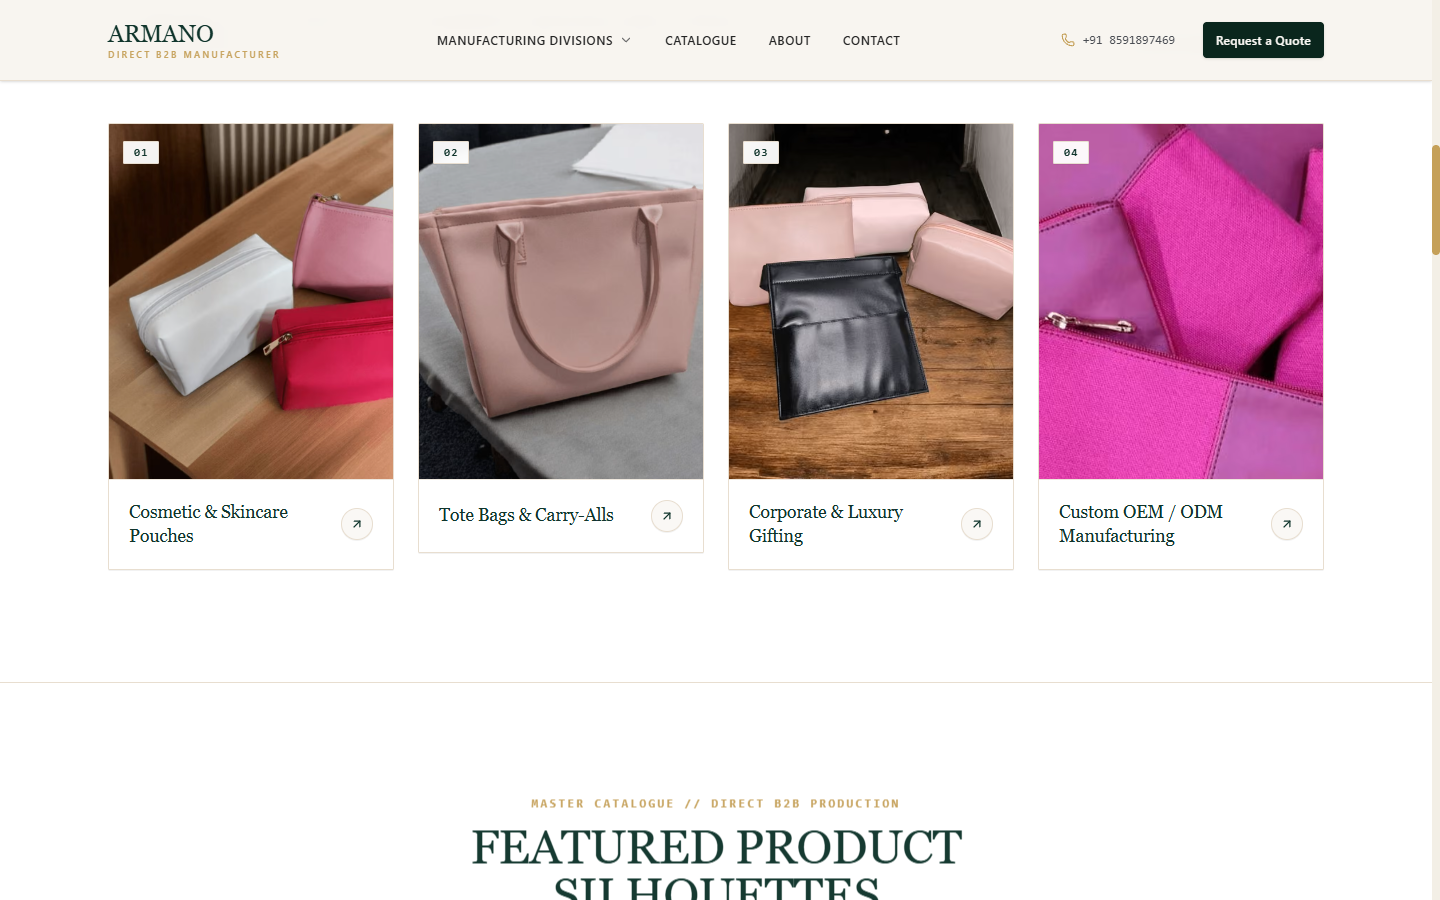 ARMANO
DIRECT B2B MANUFACTURER
MANUFACTURING DIVISIONS
CATALOGUE
ABOUT
CONTACT
+91 8591897469
Request a Quote
01
02
03
04
Cosmetic & Skincare
Pouches
Tote Bags & Carry-Alls
Corporate & Luxury
Gifting
Custom OEM / ODM
Manufacturing
MASTER CATALOGUE // DIRECT B2B PRODUCTION
FEATURED PRODUCT
SILHOUETTES